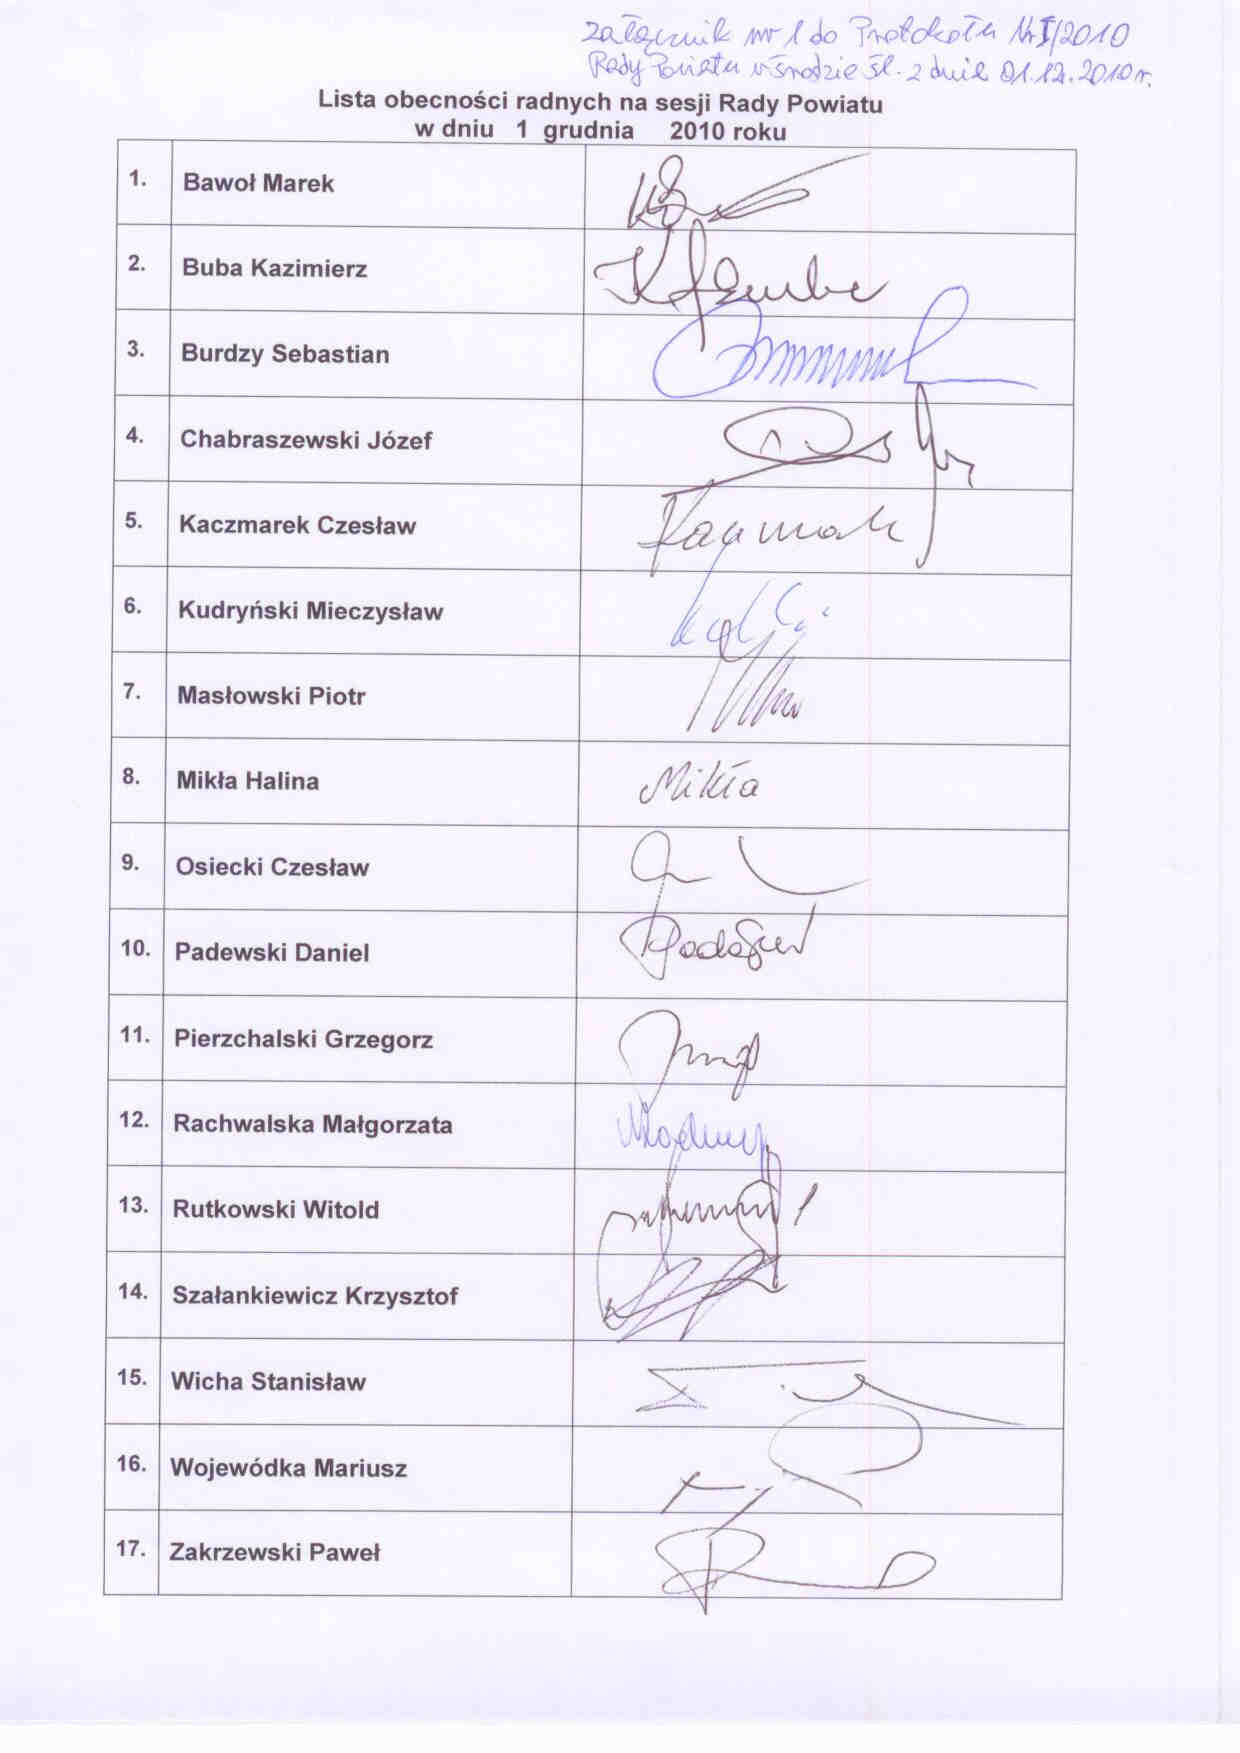 załącznik nr 1 do Protokołu Nr I/2010
Rady Powiatu w Środzie Śl. z dnia 01.12.2010 r.
Lista obecności radnych na sesji Rady Powiatu
w dniu 1 grudnia 2010 roku
1. Bawoł Marek
2. Buba Kazimierz
3. Burdzy Sebastian
4. Chabraszewski Józef
5. Kaczmarek Czesław
6. Kudryński Mieczysław
7. Masłowski Piotr
8. Mikła Halina Mikła
9. Osiecki Czesław
10. Padewski Daniel
11. Pierzchalski Grzegorz
12. Rachwalska Małgorzata
13. Rutkowski Witold
14. Szałankiewicz Krzysztof
15. Wicha Stanisław
16. Wojewódka Mariusz
17. Zakrzewski Paweł